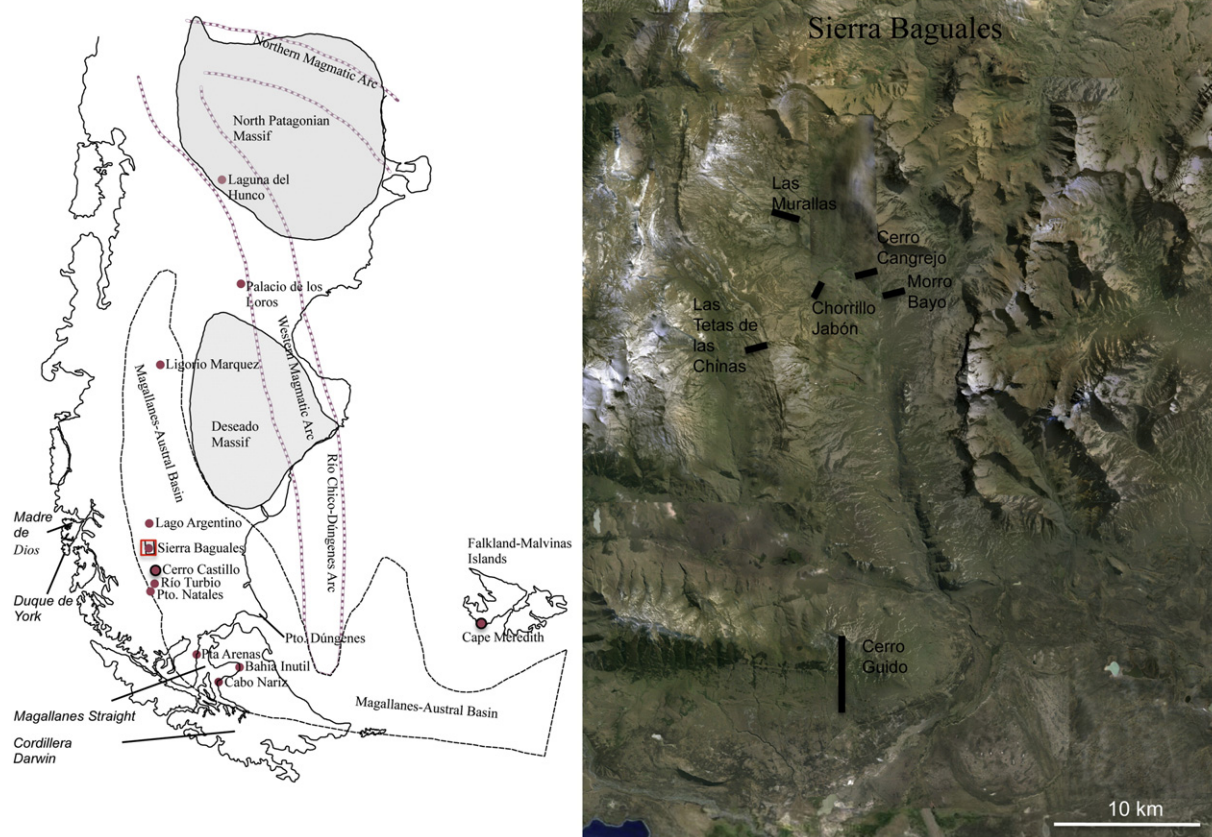 Northern Magmatic Arc
North Patagonian
Massif
Laguna del
Hunco
Palacio de los
Loros
Western Magmatic Arc
Ligorio Marquez
Magallanes-Austral Basin
Deseado
Massif
Río Chico-Dúngenes Arc
Lago Argentino
Madre
de
Dios
Sierra Baguales
Falkland-Malvinas
Islands
Cerro Castillo
Río Turbio
Pto. Natales
Duque de
York
Pto. Dúngenes
Cape Meredith
Pta Arenas
Bahia Inutil
Cabo Nariz
Magallanes-Austral Basin
Magallanes Straight
Cordillera
Darwin
Sierra Baguales
Las
Murallas
Cerro
Cangrejo
Morro
Bayo
Chorrillo
Jabón
Las
Tetas de
las
Chinas
Cerro
Guido
10 km